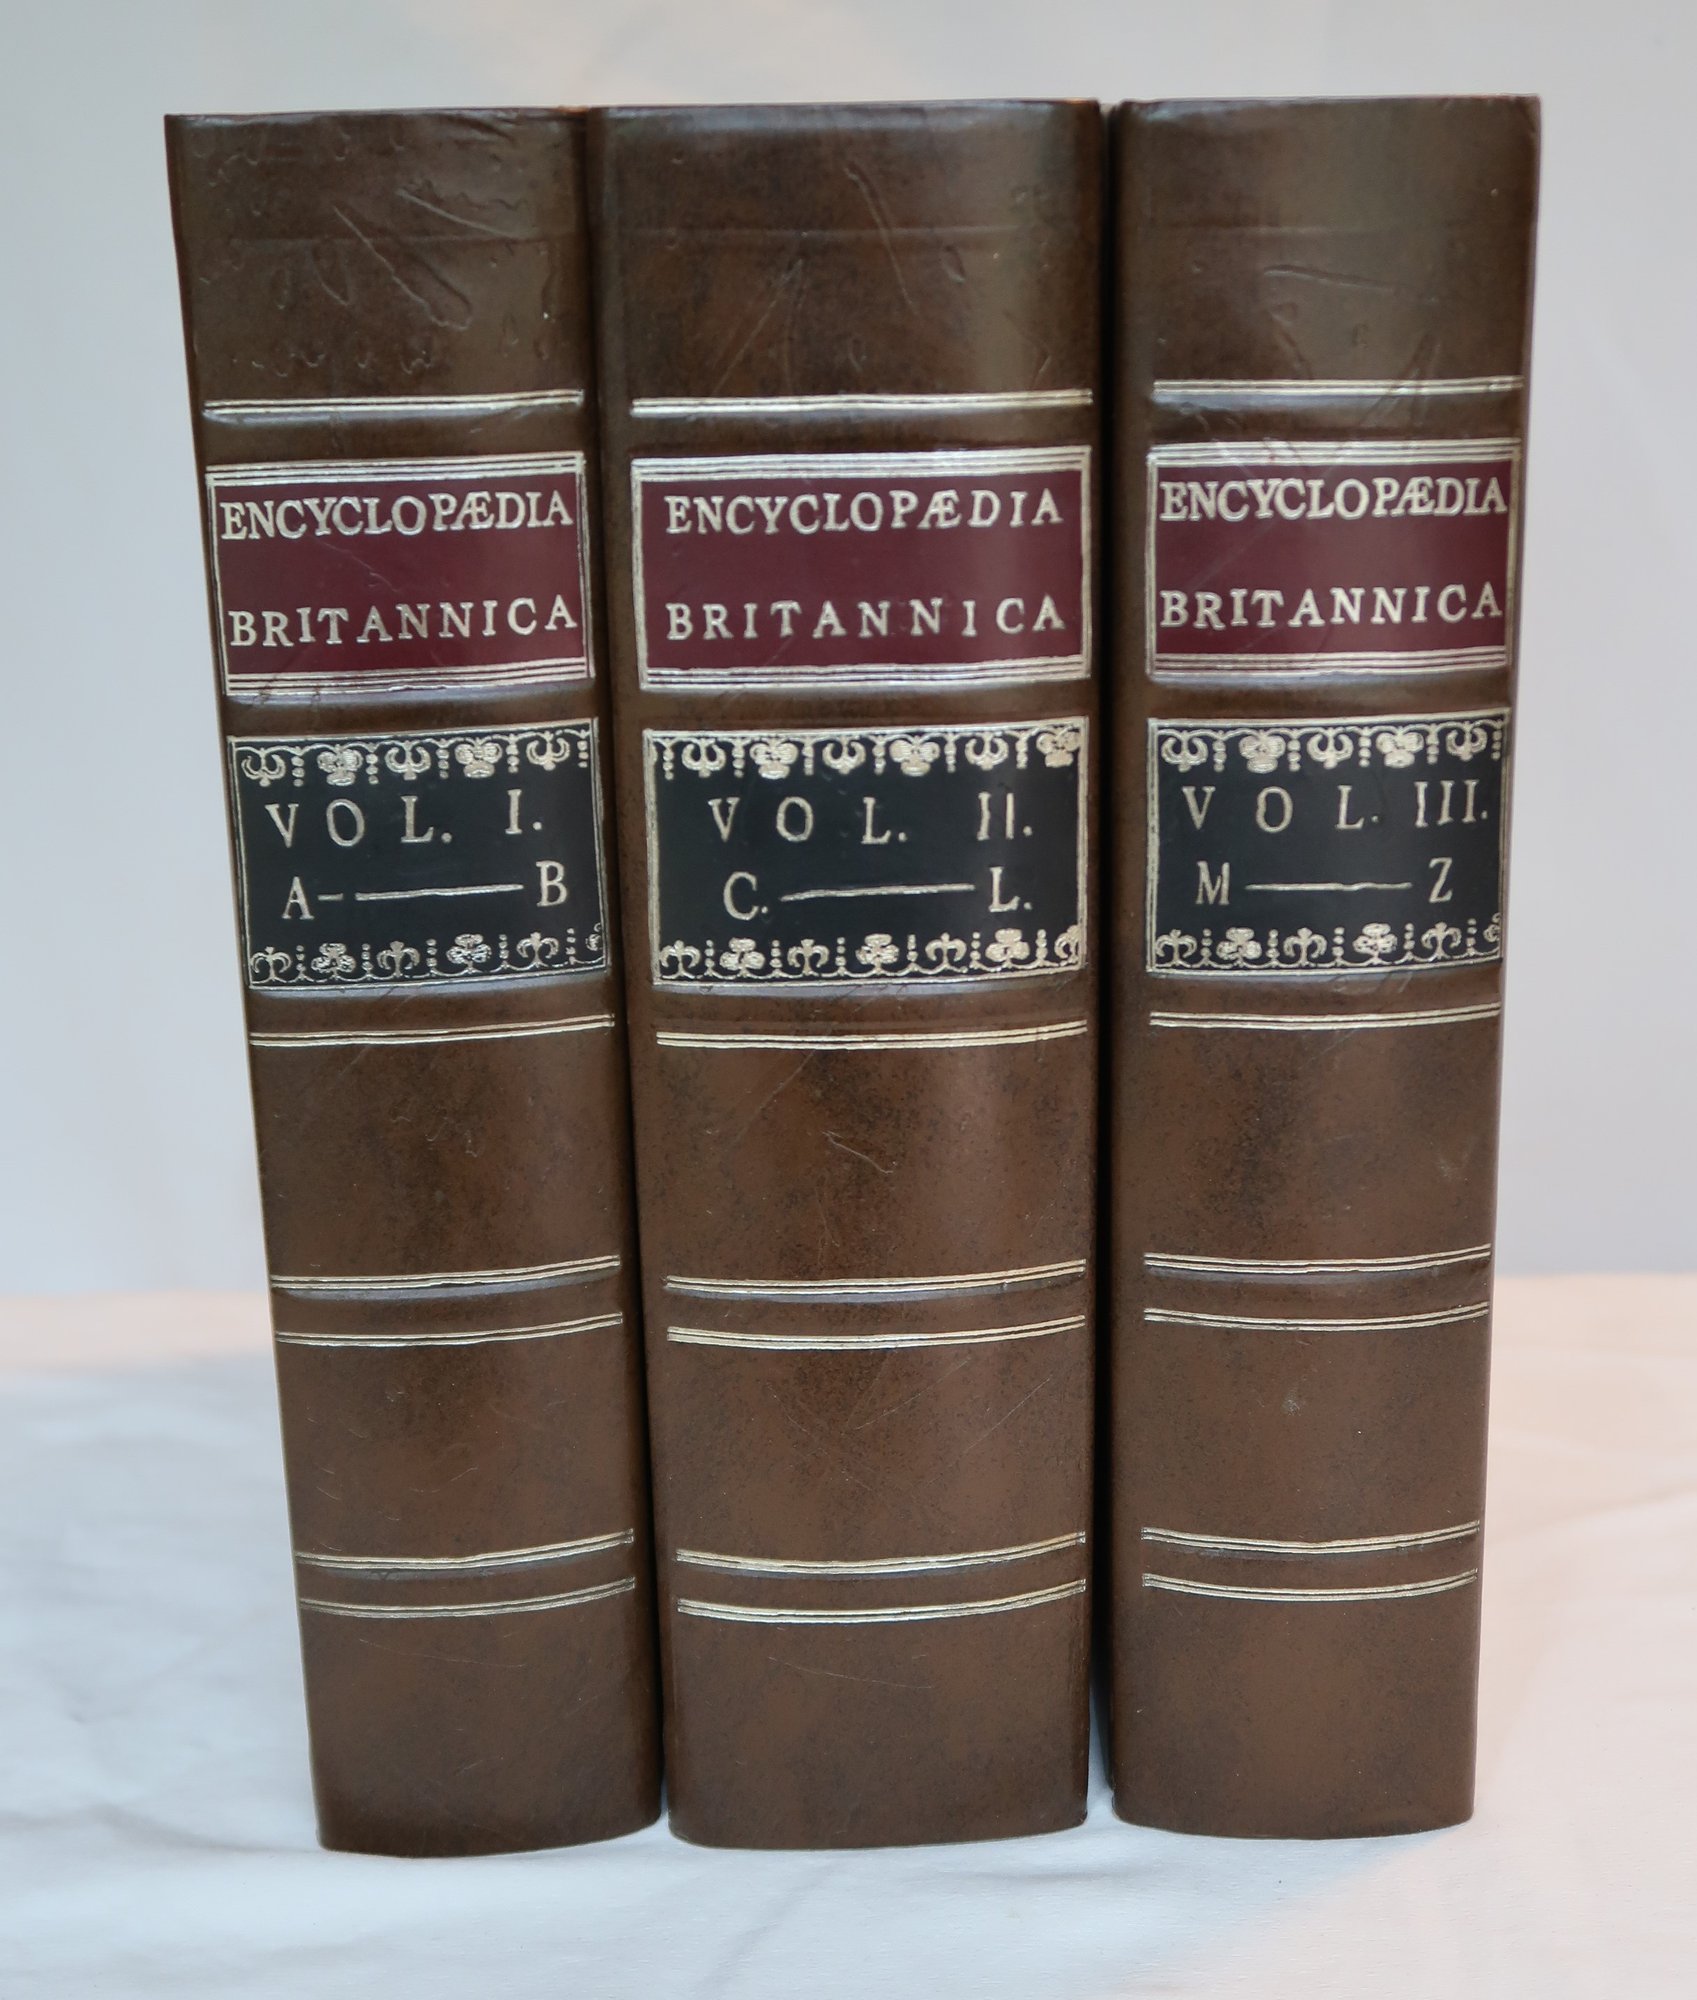 ENCYCLOPÆDIA
BRITANNICA
VOL. I.
A — B
ENCYCLOPÆDIA
BRITANNICA
VOL. II.
C. — L.
ENCYCLOPÆDIA
BRITANNICA
VOL. III.
M — Z